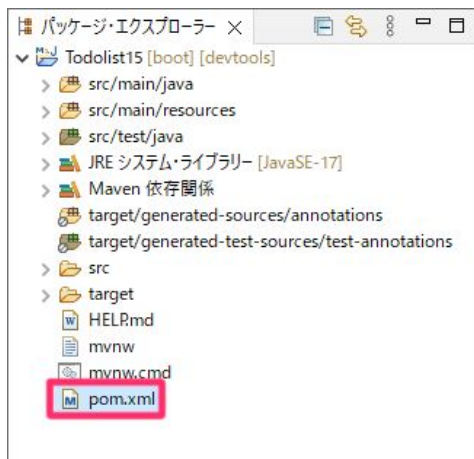 パッケージ・エクスプローラー
Todolist15 [boot] [devtools]
src/main/java
src/main/resources
src/test/java
JRE システム・ライブラリー [JavaSE-17]
Maven 依存関係
target/generated-sources/annotations
target/generated-test-sources/test-annotations
src
target
HELP.md
mvnw
mvnw.cmd
pom.xml